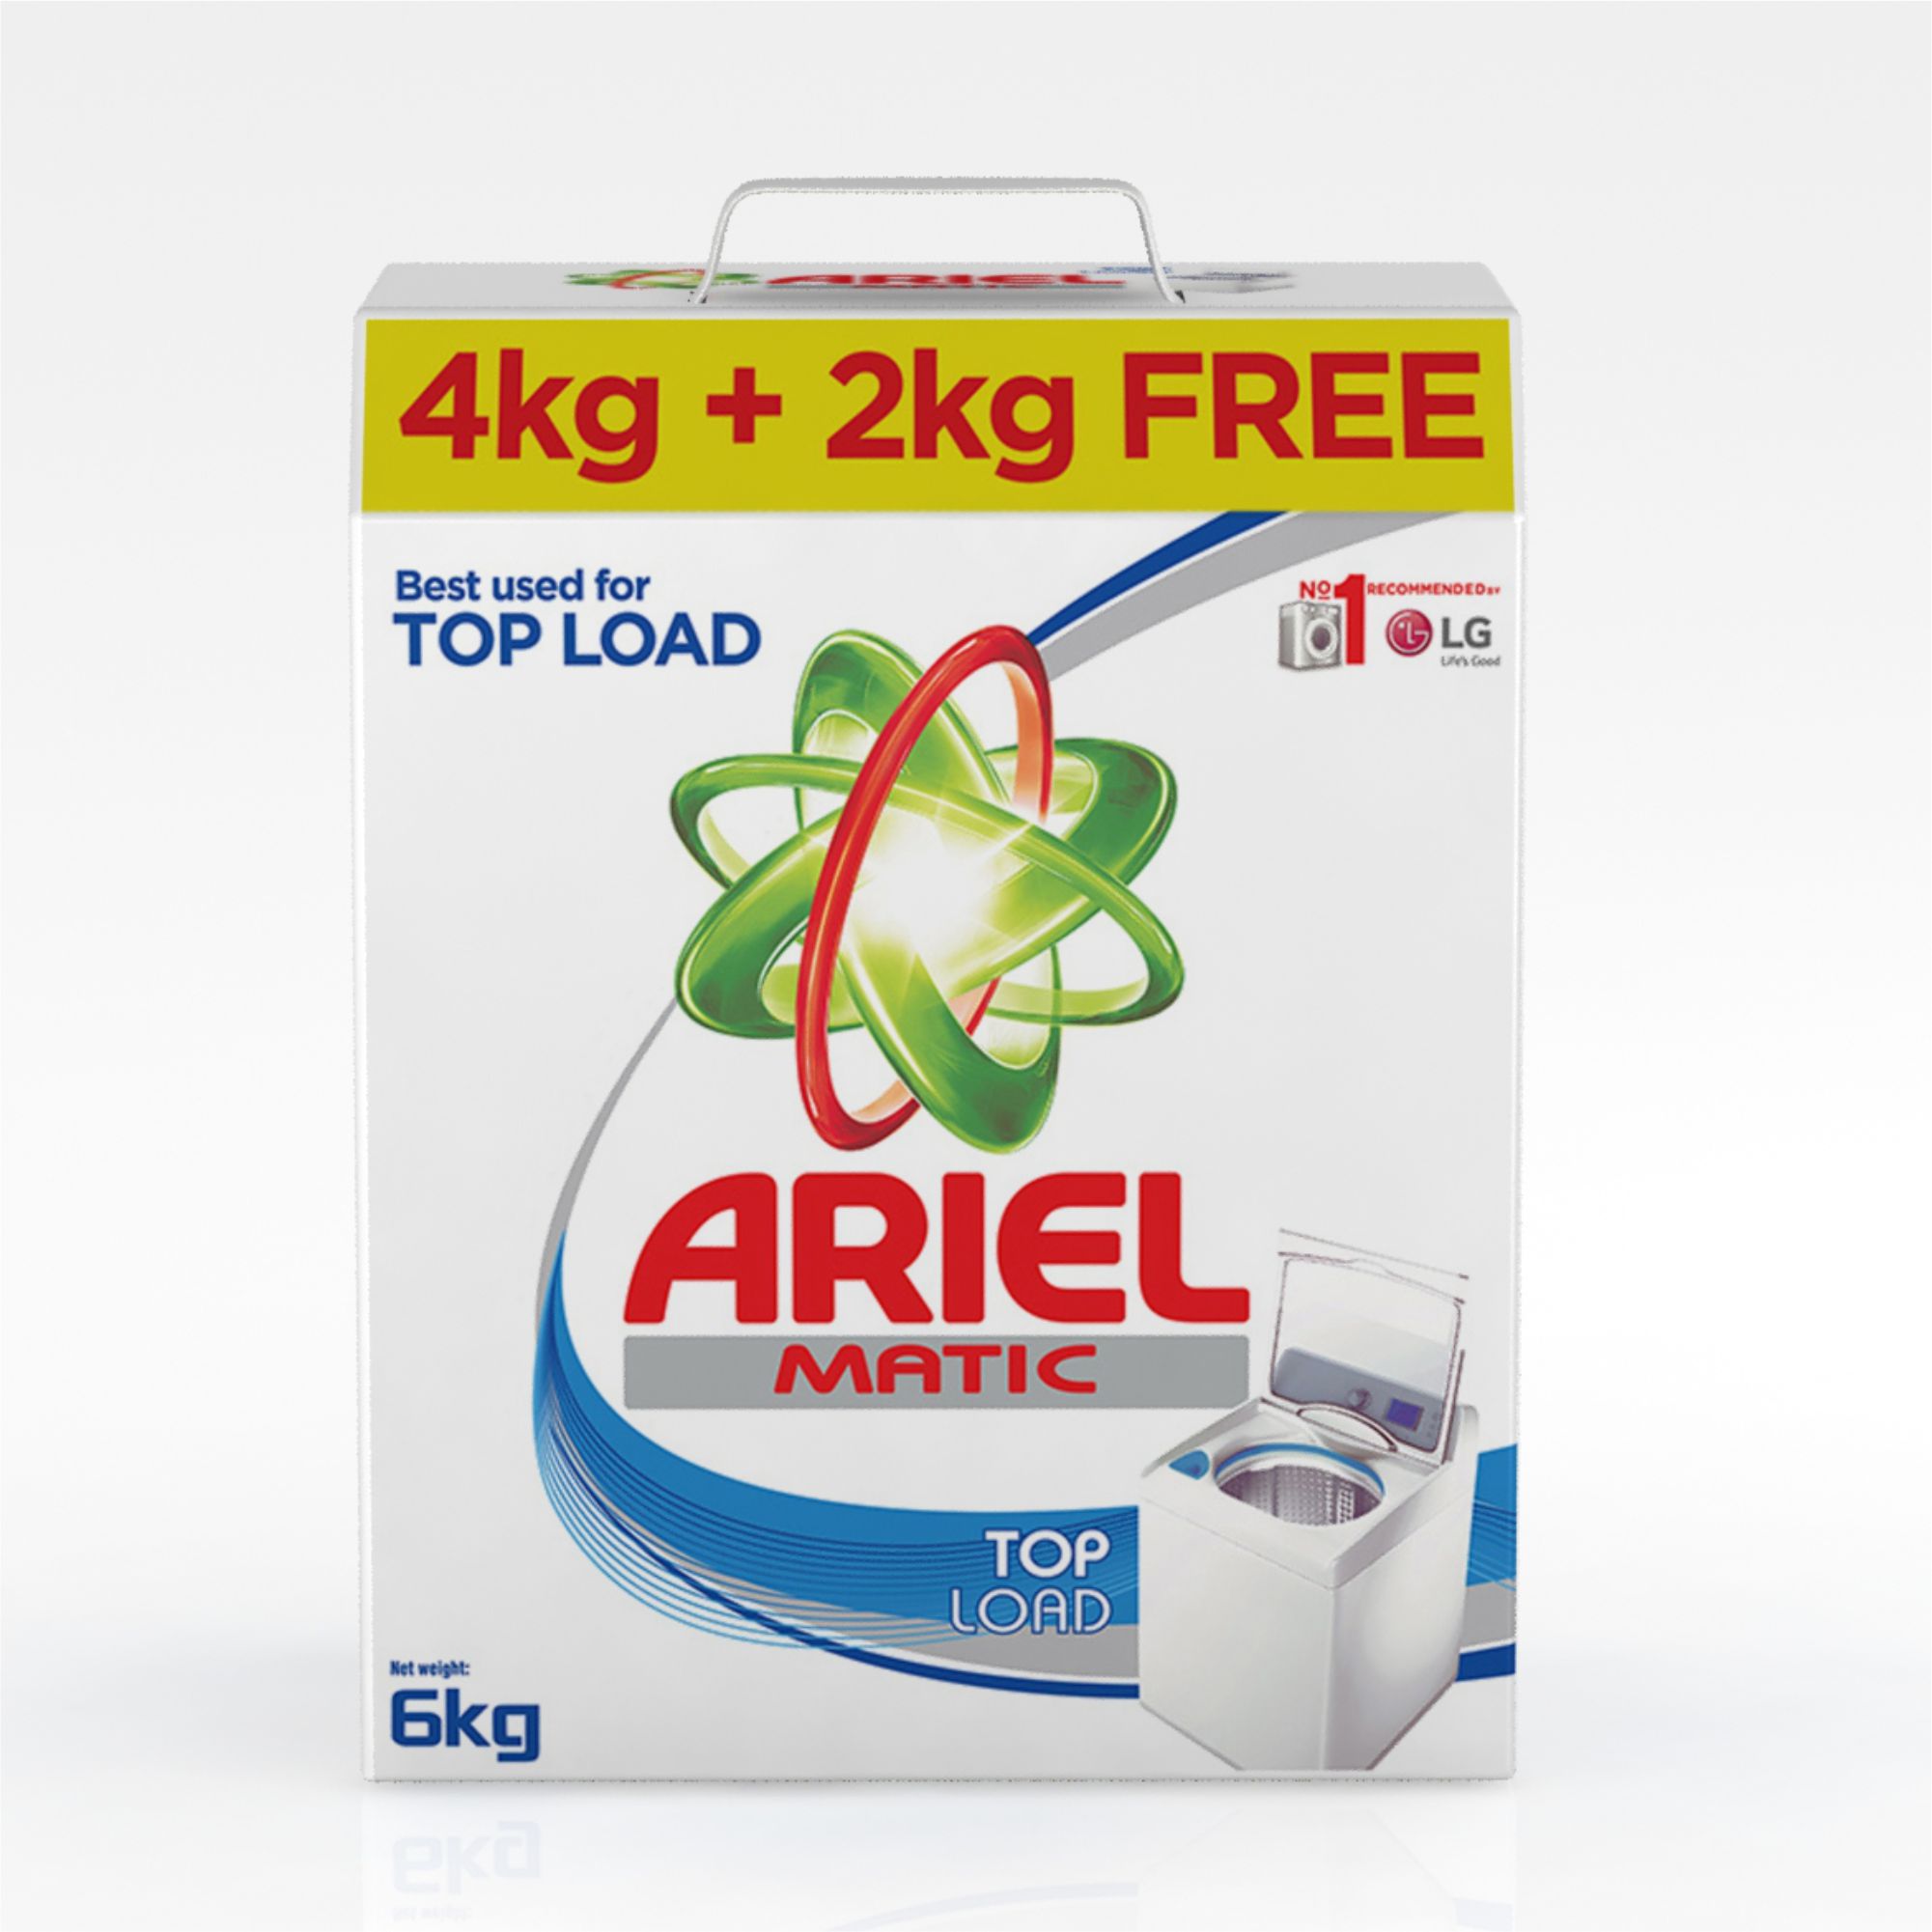 ARIEL
4kg + 2kg FREE
Best used for
TOP LOAD
Nº1 RECOMMENDED BY
LG
Life's Good
ARIEL
MATIC
TOP
LOAD
Net weight:
6kg